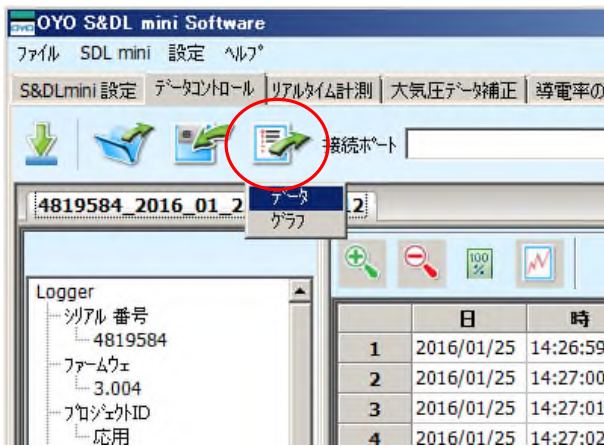 OYO S&DL mini Software
ファイル SDL mini 設定 ヘルプ
S&DLmini 設定 データコントロール リアルタイム計測 大気圧データ補正 導電率の
接続ポート
4819584_2016_01_2 12
データ
グラフ
100%
Logger
シリアル 番号
4819584
ファームウェ
3.004
プロジェクトID
応用
日 時
1 2016/01/25 14:26:59
2 2016/01/25 14:27:00
3 2016/01/25 14:27:01
4 2016/01/25 14:27:02